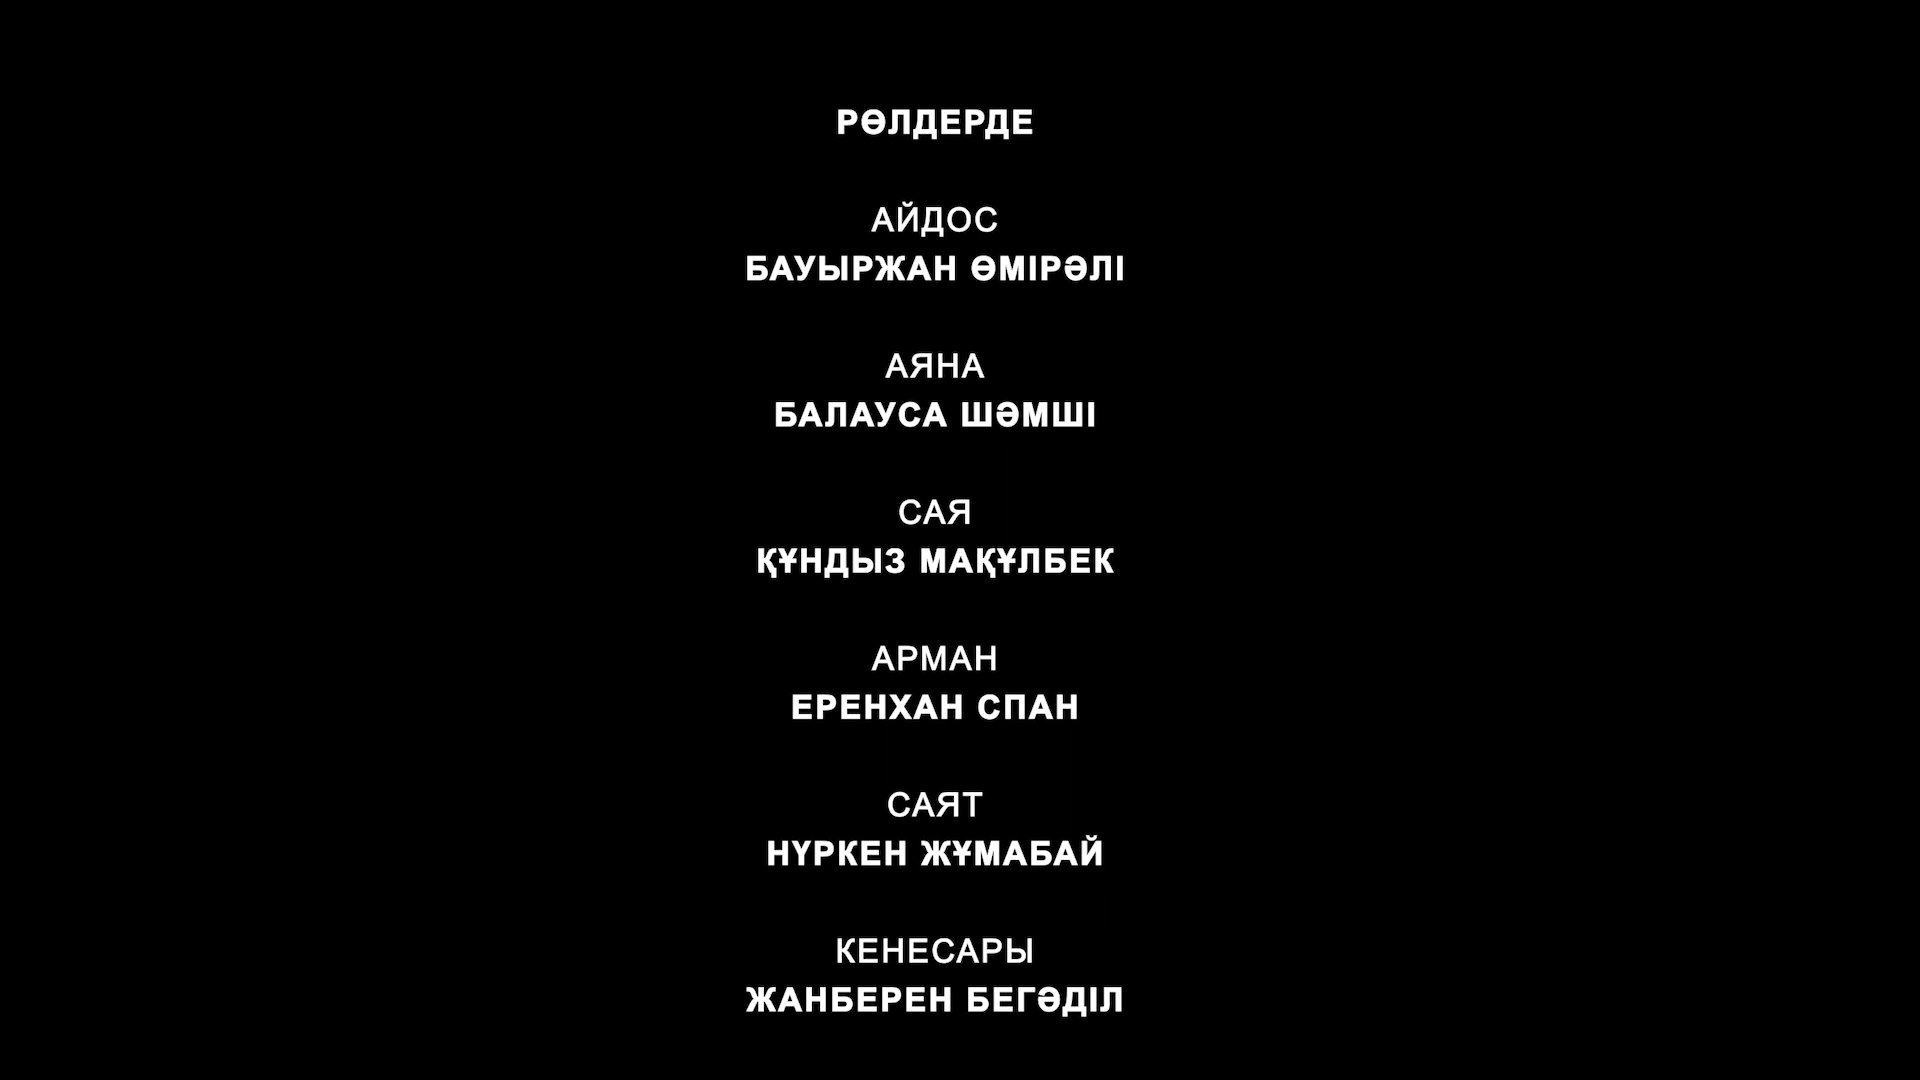 РӨЛДЕРДЕ
АЙДОС
БАУЫРЖАН ӨМІРӘЛІ
АЯНА
БАЛАУСА ШӘМШІ
САЯ
ҚҰНДЫЗ МАҚҰЛБЕК
АРМАН
ЕРЕНХАН СПАН
САЯТ
НҮРКЕН ЖҰМАБАЙ
КЕНЕСАРЫ
ЖАНБЕРЕН БЕГӘДІЛ